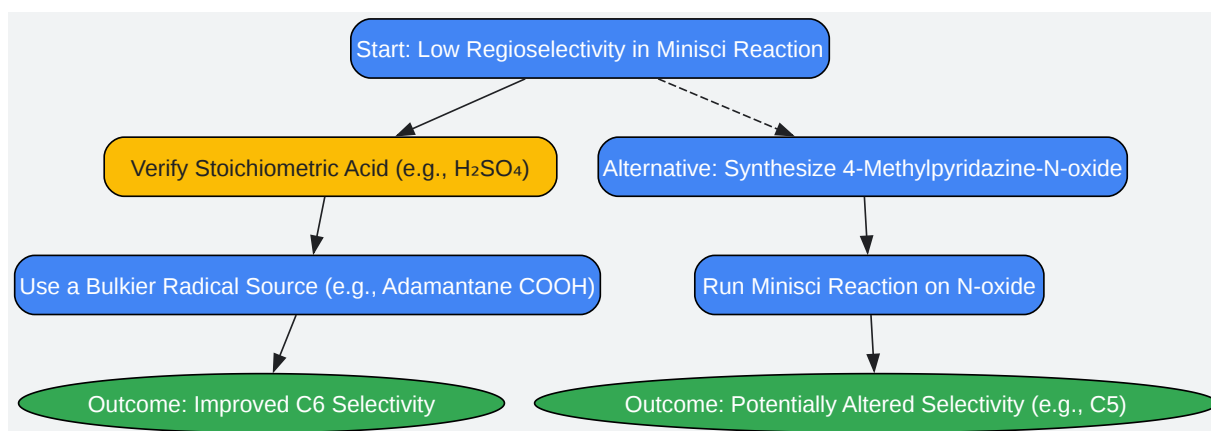 Start: Low Regioselectivity in Minisci Reaction
Verify Stoichiometric Acid (e.g., H₂SO₄)
Alternative: Synthesize 4-Methylpyridazine-N-oxide
Use a Bulkier Radical Source (e.g., Adamantane COOH)
Run Minisci Reaction on N-oxide
Outcome: Improved C6 Selectivity
Outcome: Potentially Altered Selectivity (e.g., C5)